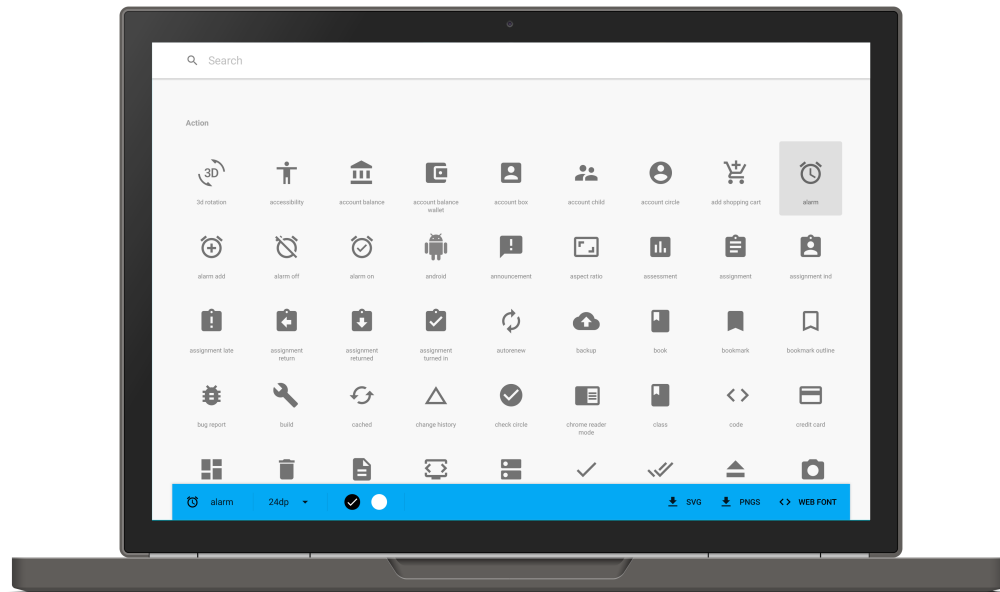 Search
Action
3D
3d rotation
accessibility
account balance
account balance
wallet
account box
account child
account circle
add shopping cart
alarm
alarm add
alarm off
alarm on
android
announcement
aspect ratio
assessment
assignment
assignment ind
assignment late
assignment
return
assignment
returned
assignment
turned in
autorenew
backup
book
bookmark
bookmark outline
bug report
build
cached
change history
check circle
chrome reader
mode
class
code
credit card
alarm
24dp
SVG
PNGS
WEB FONT